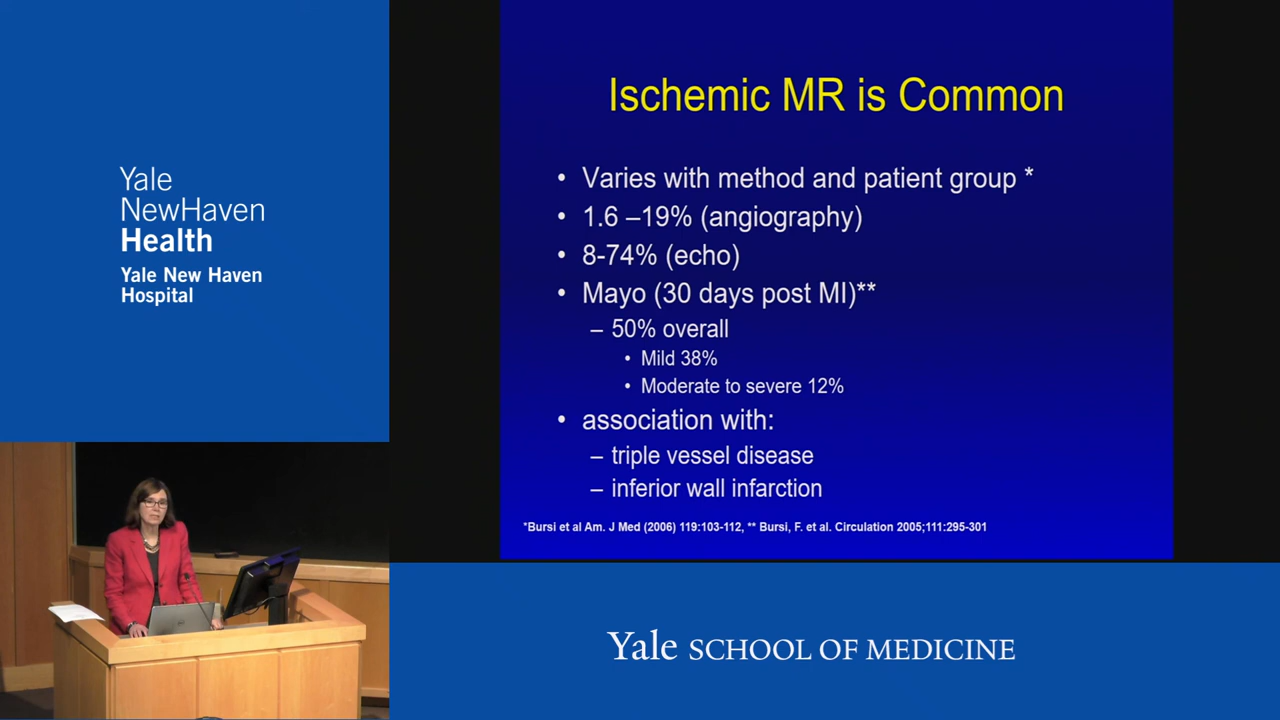 Yale
NewHaven
Health
Yale New Haven
Hospital
Ischemic MR is Common
• Varies with method and patient group *
• 1.6 –19% (angiography)
• 8-74% (echo)
• Mayo (30 days post MI)**
– 50% overall
• Mild 38%
• Moderate to severe 12%
• association with:
– triple vessel disease
– inferior wall infarction
*Bursi et al Am. J Med (2006) 119:103-112, ** Bursi, F. et al. Circulation 2005;111:295-301
Yale SCHOOL OF MEDICINE